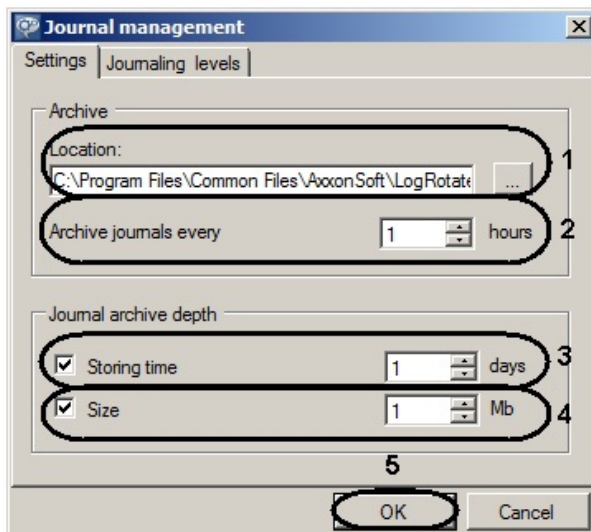 Journal management
Settings Journaling levels
Archive
Location:
C:\Program Files\Common Files\AxxonSoft\LogRotate ... 1
Archive journals every 1 hours 2
Journal archive depth
Storing time 1 days 3
Size 1 Mb 4
5
OK Cancel